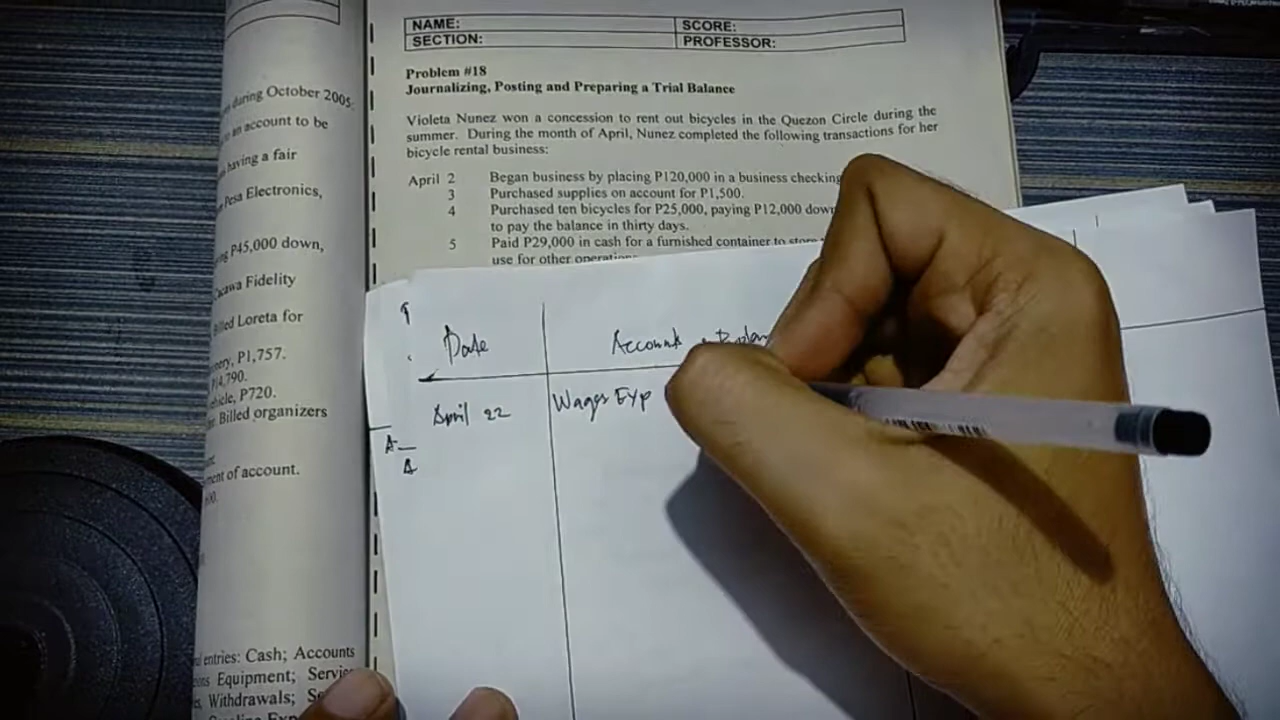 NAME: SCORE:
SECTION: PROFESSOR:
Problem #18
Journalizing, Posting and Preparing a Trial Balance
Violeta Nunez won a concession to rent out bicycles in the Quezon Circle during the
summer. During the month of April, Nunez completed the following transactions for her
bicycle rental business:
April 2 Began business by placing P120,000 in a business checking
3 Purchased supplies on account for P1,500.
4 Purchased ten bicycles for P25,000, paying P12,000 down
to pay the balance in thirty days.
5 Paid P29,000 in cash for a furnished container to store
use for other
during October 2005.
an account to be
having a fair
Pesa Electronics,
P45,000 down,
Cacawa Fidelity
Billed Loreta for
P1,757.
P720.
Billed organizers
of account.
entries: Cash; Accounts
Equipment; Service
Withdrawals;
Date
Account
April 22 Wages Exp